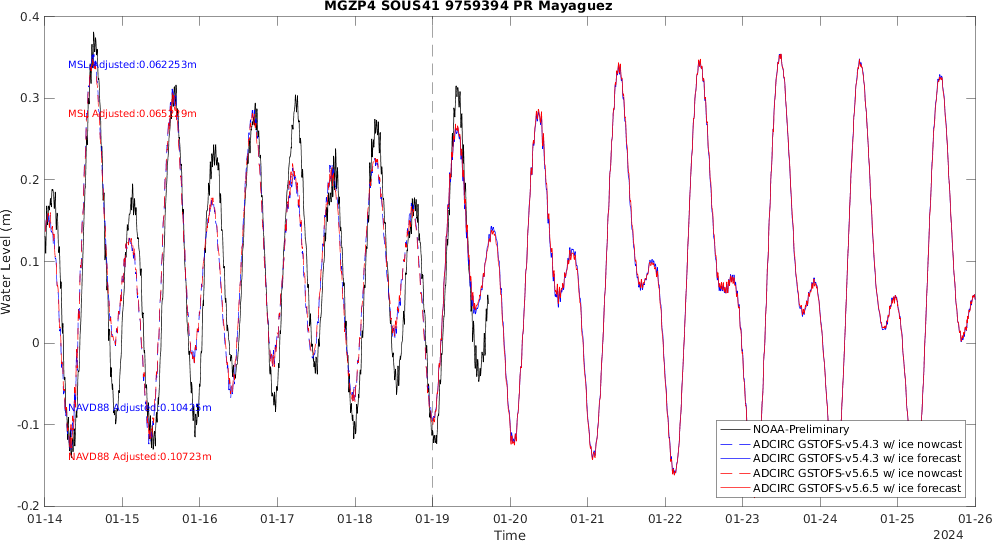 MGZP4 SOUS41 9759394 PR Mayaguez
0.4
0.3
0.2
0.1
0
-0.1
-0.2
Water Level (m)
MSL Adjusted:0.062253m
NAVD88 Adjusted:0.10425m
NAVD88 Adjusted:0.10723m
NOAA-Preliminary
ADCIRC GSTOFS-v5.4.3 w/ ice nowcast
ADCIRC GSTOFS-v5.4.3 w/ ice forecast
ADCIRC GSTOFS-v5.6.5 w/ ice nowcast
ADCIRC GSTOFS-v5.6.5 w/ ice forecast
01-14 01-15 01-16 01-17 01-18 01-19 01-20 01-21 01-22 01-23 01-24 01-25 01-26
Time
2024